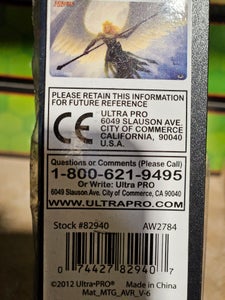 PLEASE RETAIN THIS INFORMATION
FOR FUTURE REFERENCE
CE
ULTRA PRO
6049 SLAUSON AVE.
CITY OF COMMERCE
CALIFORNIA, 90040
U.S.A.
Questions or Comments (Please Call)
1-800-621-9495
Or Write: Ultra PRO
6049 Slauson Ave. City of Commerce, CA 90040
WWW.ULTRAPRO.COM
Stock #82940 AW2784
0 74427 82940 7
©2012 Ultra•PRO® Made in China
Mat_MTG_AVR_V-6